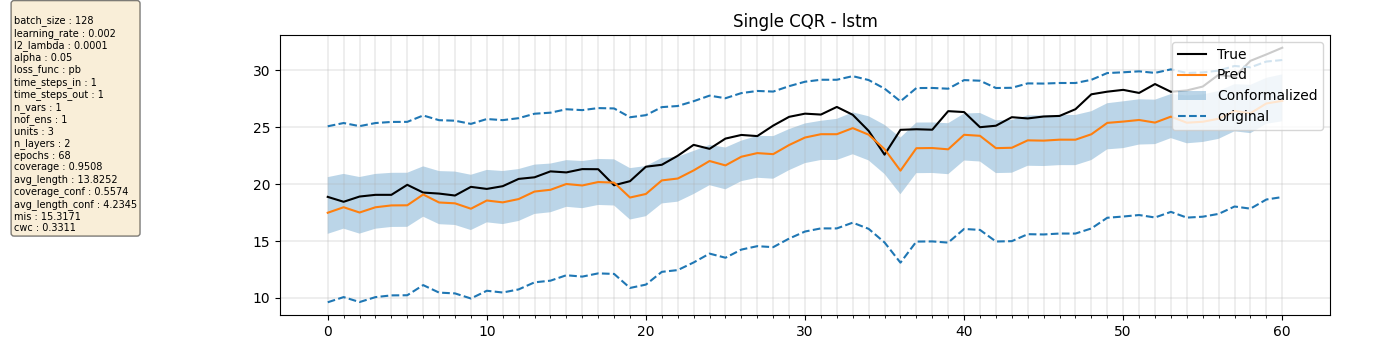 batch_size : 128
learning_rate : 0.002
l2_lambda : 0.0001
alpha : 0.05
loss_func : pb
time_steps_in : 1
time_steps_out : 1
n_vars : 1
nof_ens : 1
units : 3
n_layers : 2
epochs : 68
coverage : 0.9508
avg_length : 13.8252
coverage_conf : 0.5574
avg_length_conf : 4.2345
mis : 15.3171
cwc : 0.3311
Single CQR - lstm
True
Pred
Conformalized
original
30
25
20
15
10
0 10 20 30 40 50 60